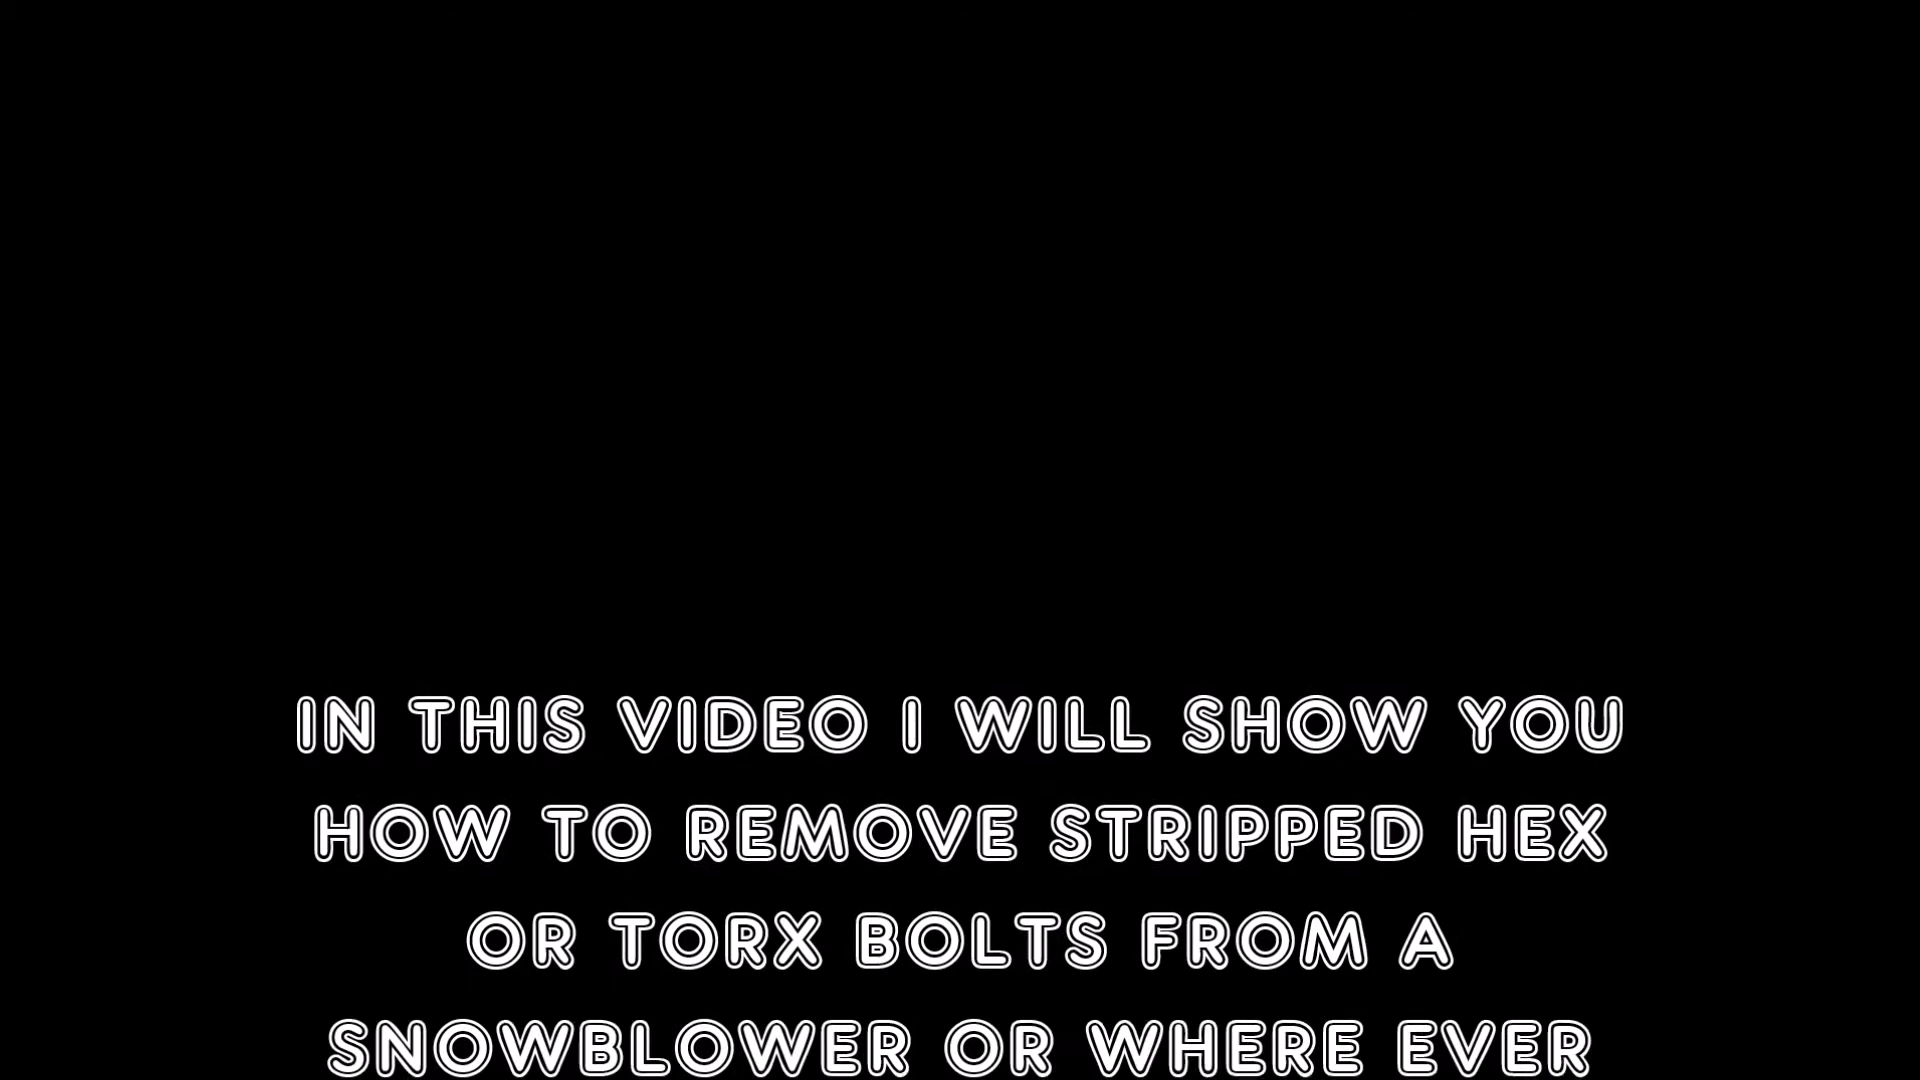 IN THIS VIDEO I WILL SHOW YOU
HOW TO REMOVE STRIPPED HEX
OR TORX BOLTS FROM A
SNOWBLOWER OR WHERE EVER